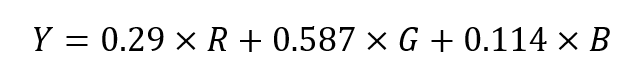 Y = 0.29 × R + 0.587 × G + 0.114 × B